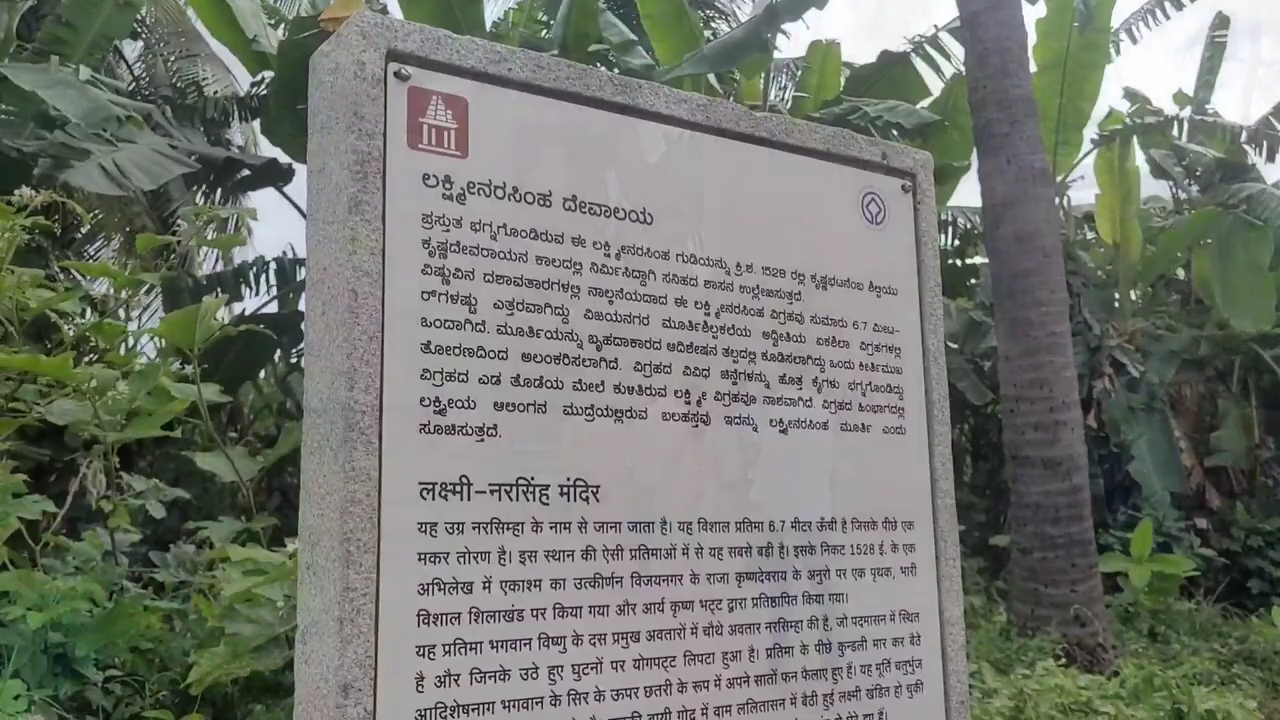 ಲಕ್ಷ್ಮೀನರಸಿಂಹ ದೇವಾಲಯ
ಪ್ರಸ್ತುತ ಭಗ್ನಗೊಂಡಿರುವ ಈ ಲಕ್ಷ್ಮೀನರಸಿಂಹ ಗುಡಿಯನ್ನು ಕ್ರಿ.ಶ. 1528 ರಲ್ಲಿ ಕೃಷ್ಣಭಟನೆಂಬ ಶಿಲ್ಪಿಯು
ಕೃಷ್ಣದೇವರಾಯನ ಕಾಲದಲ್ಲಿ ನಿರ್ಮಿಸಿದ್ದಾಗಿ ಸನಿಹದ ಶಾಸನ ಉಲ್ಲೇಖಿಸುತ್ತದೆ.
ವಿಷ್ಣುವಿನ ದಶಾವತಾರಗಳಲ್ಲಿ ನಾಲ್ಕನೆಯದಾದ ಈ ಲಕ್ಷ್ಮೀನರಸಿಂಹ ವಿಗ್ರಹವು ಸುಮಾರು 6.7 ಮೀಟ-
ರ್‌ಗಳಷ್ಟು ಎತ್ತರವಾಗಿದ್ದು ವಿಜಯನಗರ ಮೂರ್ತಿಶಿಲ್ಪಕಲೆಯ ಅದ್ವಿತೀಯ ಏಕಶಿಲಾ ವಿಗ್ರಹಗಳಲ್ಲಿ
ಒಂದಾಗಿದೆ. ಮೂರ್ತಿಯನ್ನು ಬೃಹದಾಕಾರದ ಆದಿಶೇಷನ ತಲ್ಪದಲ್ಲಿ ಕೂಡಿಸಲಾಗಿದ್ದು ಒಂದು ಕೀರ್ತಿಮುಖ
ತೋರಣದಿಂದ ಅಲಂಕರಿಸಲಾಗಿದೆ. ವಿಗ್ರಹದ ವಿವಿಧ ಚಿನ್ಹೆಗಳನ್ನು ಹೊತ್ತ ಕೈಗಳು ಭಗ್ನಗೊಂಡಿದ್ದು
ವಿಗ್ರಹದ ಎಡ ತೊಡೆಯ ಮೇಲೆ ಕುಳಿತಿರುವ ಲಕ್ಷ್ಮೀ ವಿಗ್ರಹವೂ ನಾಶವಾಗಿದೆ. ವಿಗ್ರಹದ ಹಿಂಭಾಗದಲ್ಲಿ
ಲಕ್ಷ್ಮೀಯ ಆಲಿಂಗನ ಮುದ್ರೆಯಲ್ಲಿರುವ ಬಲಹಸ್ತವು ಇದನ್ನು ಲಕ್ಷ್ಮೀನರಸಿಂಹ ಮೂರ್ತಿ ಎಂದು
ಸೂಚಿಸುತ್ತದೆ.
लक्ष्मी-नरसिंह मंदिर
यह उग्र नरसिम्हा के नाम से जाना जाता है। यह विशाल प्रतिमा 6.7 मीटर ऊँची है जिसके पीछे एक
मकर तोरण है। इस स्थान की ऐसी प्रतिमाओं में से यह सबसे बड़ी है। इसके निकट 1528 ई. के एक
अभिलेख में एकाश्म का उत्कीर्णन विजयनगर के राजा कृष्णदेवराय के अनुरो पर एक पृथक, भारी
विशाल शिलाखंड पर किया गया और आर्य कृष्ण भट्ट द्वारा प्रतिष्ठापित किया गया।
यह प्रतिमा भगवान विष्णु के दस प्रमुख अवतारों में चौथे अवतार नरसिम्हा की है, जो पदमासन में स्थित
है और जिनके उठे हुए घुटनों पर योगपट्ट लिपटा हुआ है। प्रतिमा के पीछे कुन्डली मार कर बैठे
आदिशेषनाग भगवान के सिर के ऊपर छतरी के रूप में अपने सातों फन फैलाए हुए हैं। यह मूर्ति चतुर्भुज
बायी गोद में वाम ललितासन में बैठी हुई लक्ष्मी खंडित हो चुकी